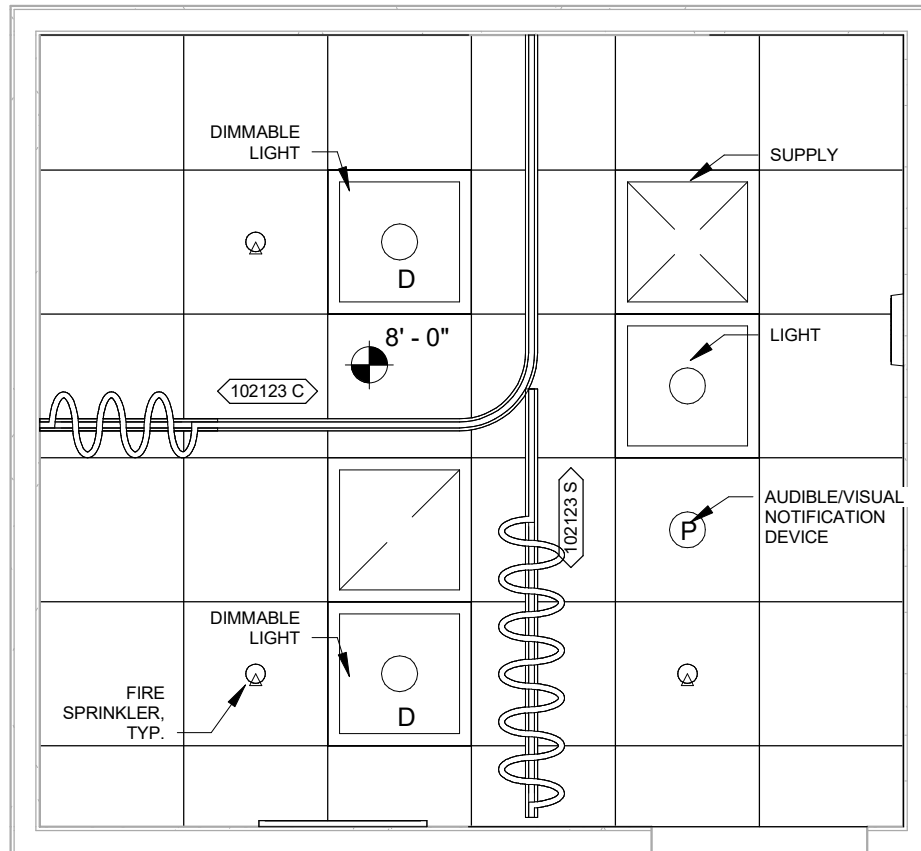 DIMMABLE
LIGHT
SUPPLY
D
8' - 0"
LIGHT
102123 C
102123 S
AUDIBLE/VISUAL
NOTIFICATION
DEVICE
P
DIMMABLE
LIGHT
FIRE
SPRINKLER,
TYP.
D